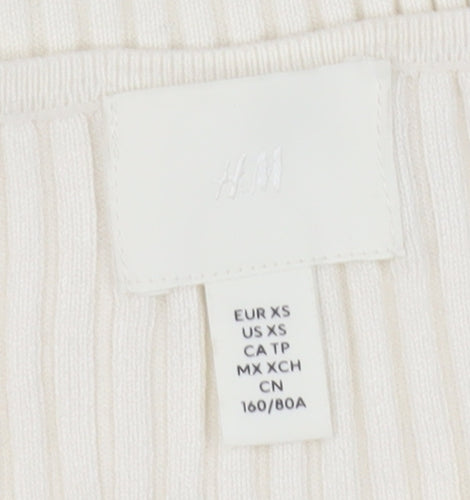 H&M
EUR XS
US XS
CA TP
MX XCH
CN
160/80A